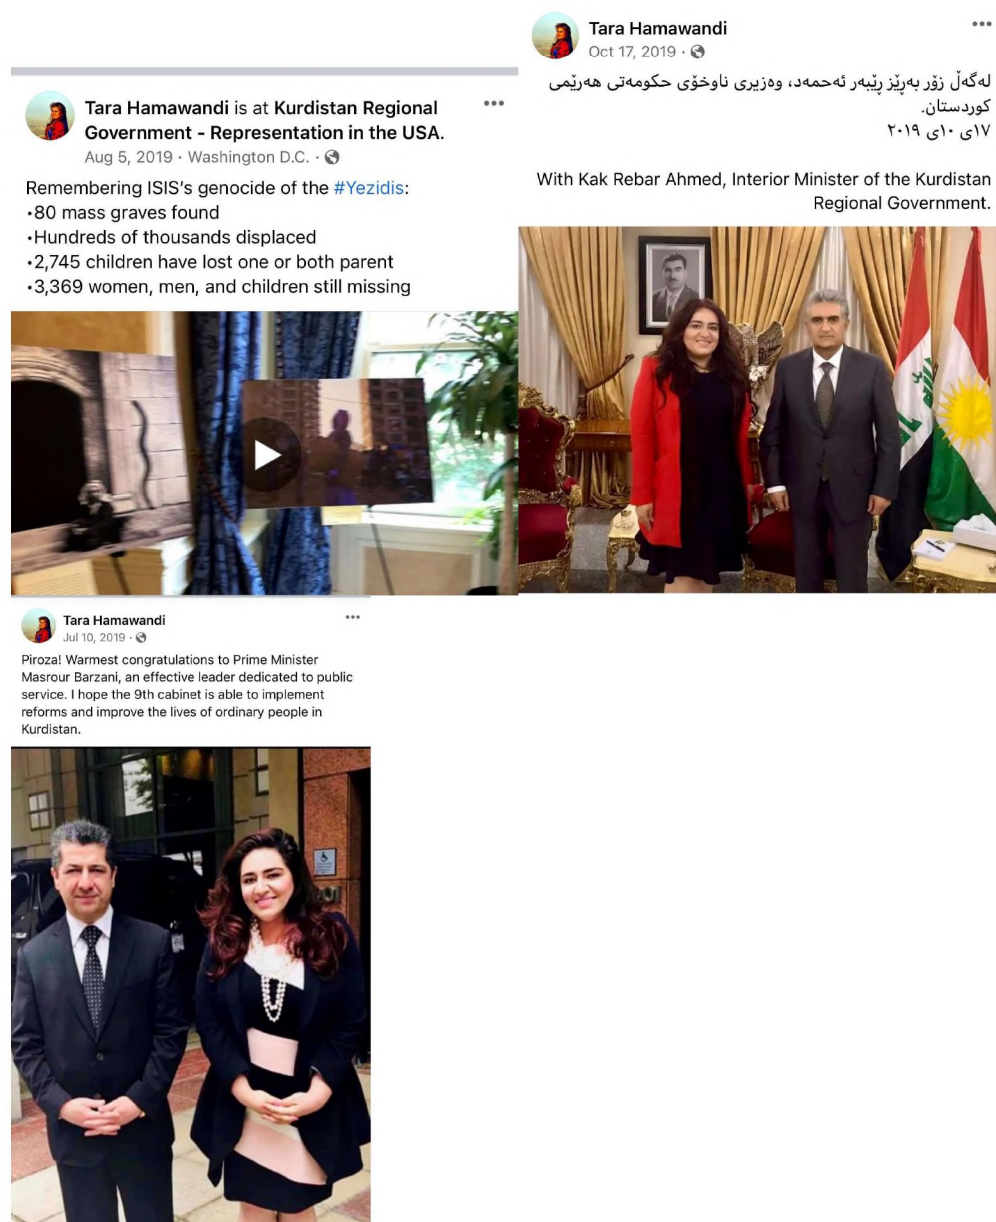 Tara Hamawandi is at Kurdistan Regional
Government - Representation in the USA.
Aug 5, 2019 · Washington D.C. ·
Remembering ISIS's genocide of the #Yezidis:
•80 mass graves found
•Hundreds of thousands displaced
•2,745 children have lost one or both parent
•3,369 women, men, and children still missing
Tara Hamawandi
Oct 17, 2019 ·
لەگەڵ زۆر بەڕێز ڕێبەر ئەحمەد، وەزیری ناوخۆی حکومەتی هەرێمی
کوردستان.
١٧ی ١٠ی ٢٠١٩
With Kak Rebar Ahmed, Interior Minister of the Kurdistan
Regional Government.
Tara Hamawandi
Jul 10, 2019 ·
Piroza! Warmest congratulations to Prime Minister
Masrour Barzani, an effective leader dedicated to public
service. I hope the 9th cabinet is able to implement
reforms and improve the lives of ordinary people in
Kurdistan.